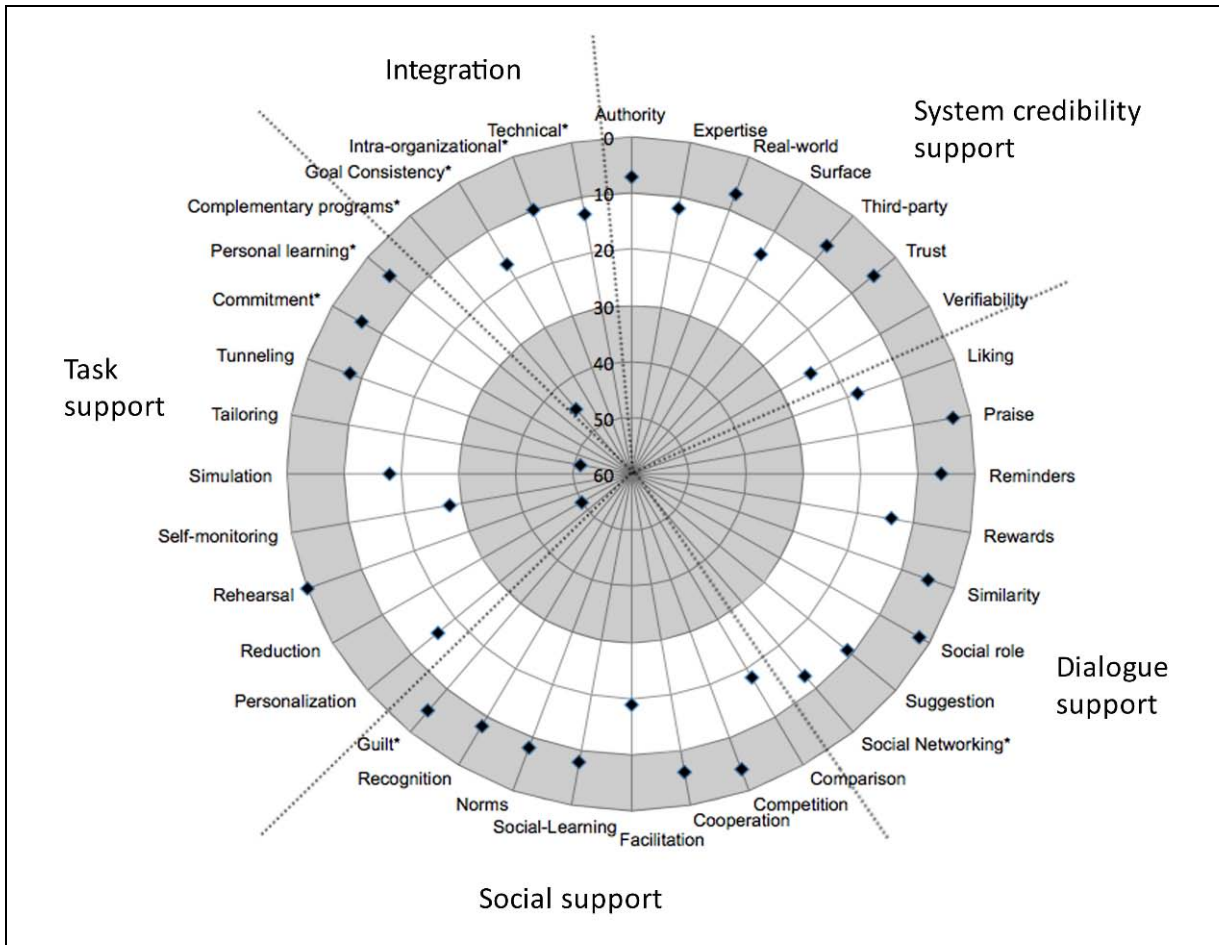 Integration
System credibility
support
Authority
Expertise
Real-world
Surface
Third-party
Trust
Verifiability
Liking
Praise
Reminders
Rewards
Similarity
Social role
Suggestion
Social Networking*
Comparison
Competition
Cooperation
Facilitation
Social-Learning
Norms
Recognition
Guilt*
Personalization
Reduction
Rehearsal
Self-monitoring
Simulation
Tailoring
Tunneling
Commitment*
Personal learning*
Complementary programs*
Goal Consistency*
Intra-organizational*
Technical*
0
10
20
30
40
50
60
Task
support
Dialogue
support
Social support